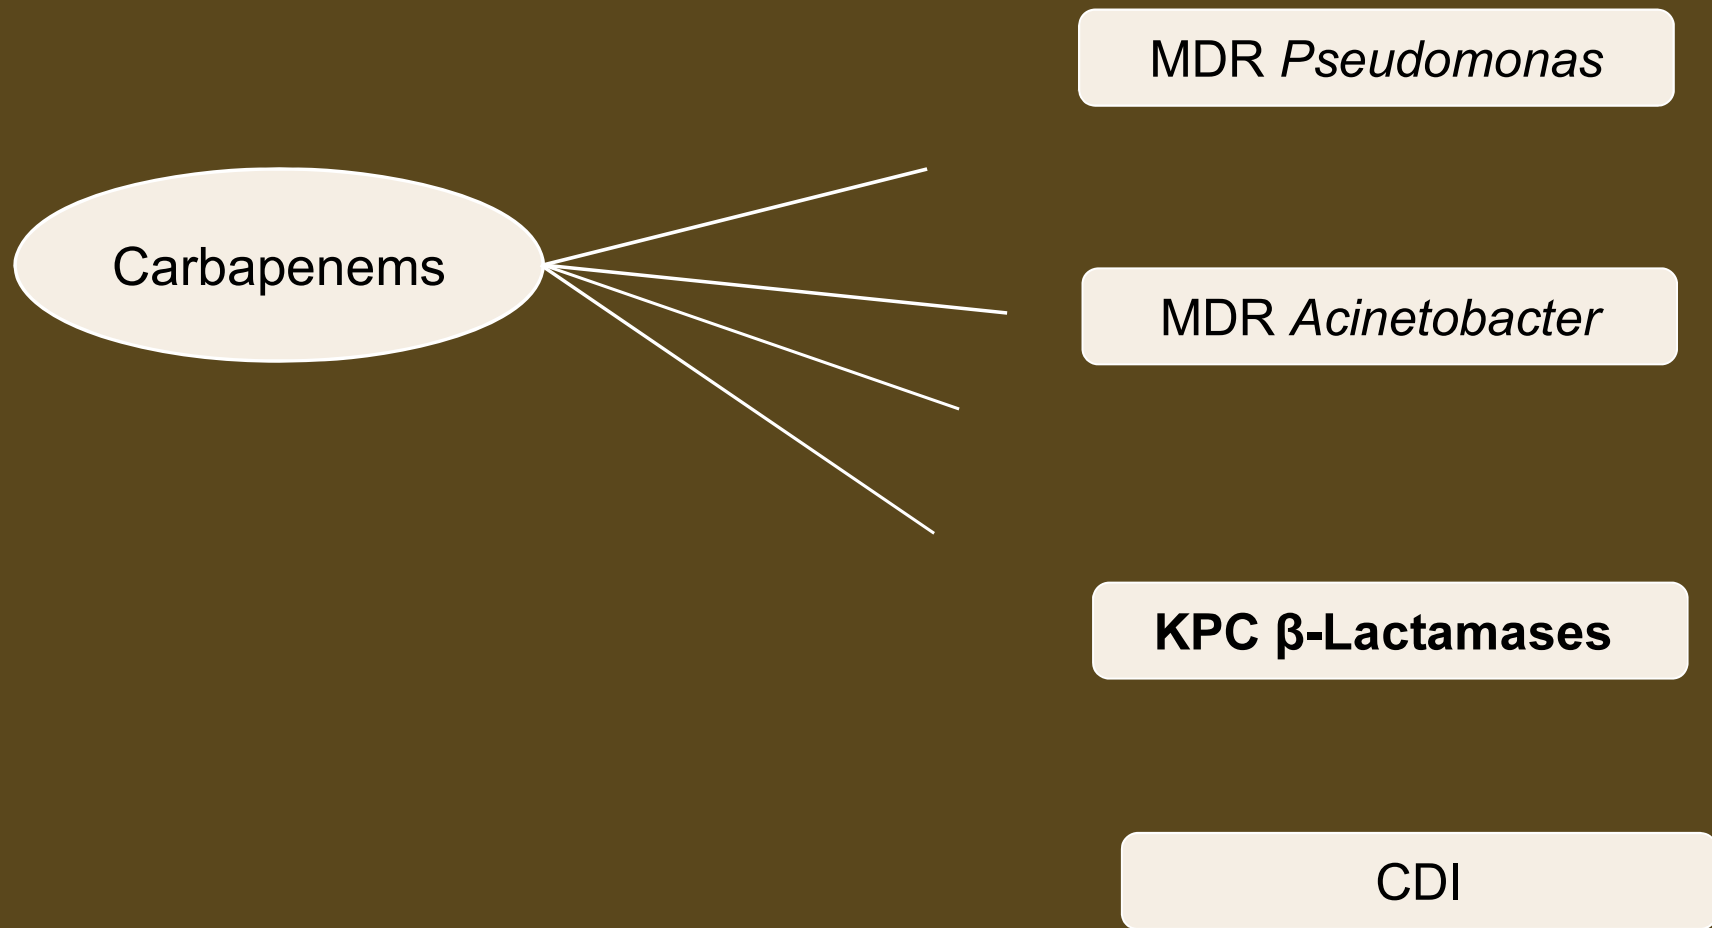 MDR Pseudomonas
Carbapenems
MDR Acinetobacter
KPC β-Lactamases
CDI